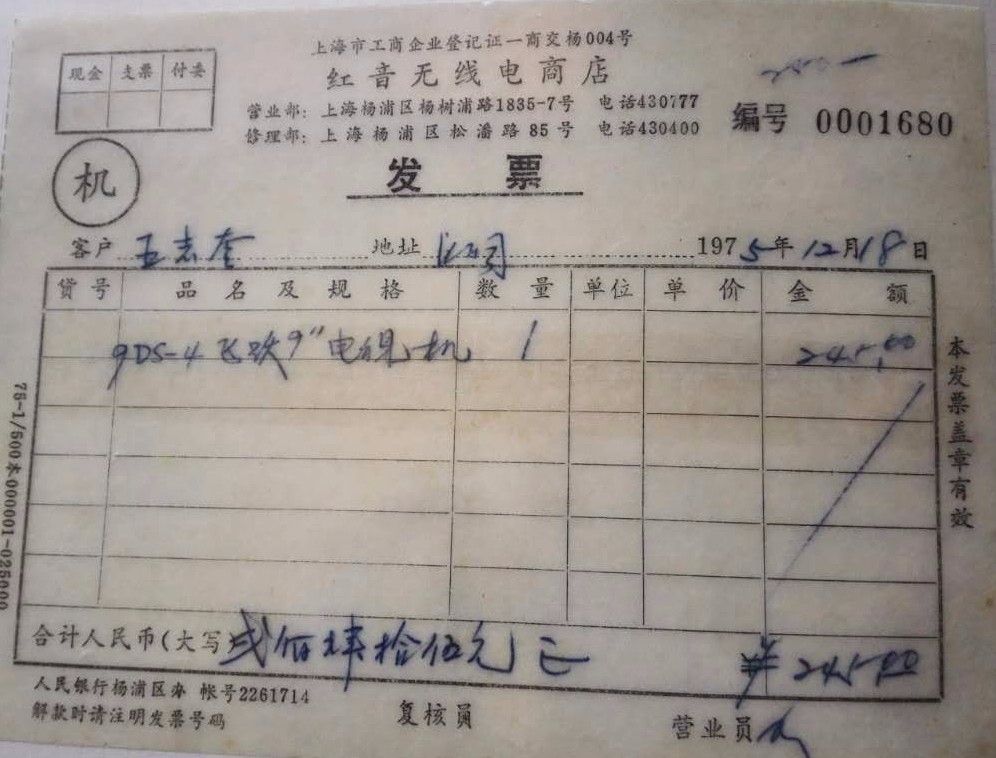 上海市工商企业登记证一商交杨004号
红音无线电商店
营业部:上海杨浦区杨树浦路1835-7号 电话430777
管理部:上海杨浦区松潘路85号 电话430400
现金 支票 付委
编号 0001680
机
发 票
客户 王志奎 地址 1975年12月18日
货号 品名及规格 数量 单位 单价 金额
9DS-4 飞跃9"电视机 1 245.00
本发票盖章有效
75-1/500本000001-025000
合计人民币(大写)贰佰肆拾伍元正 ¥245.00
人民银行杨浦区办 帐号2261714
解款时请注明发票号码 复核员 营业员